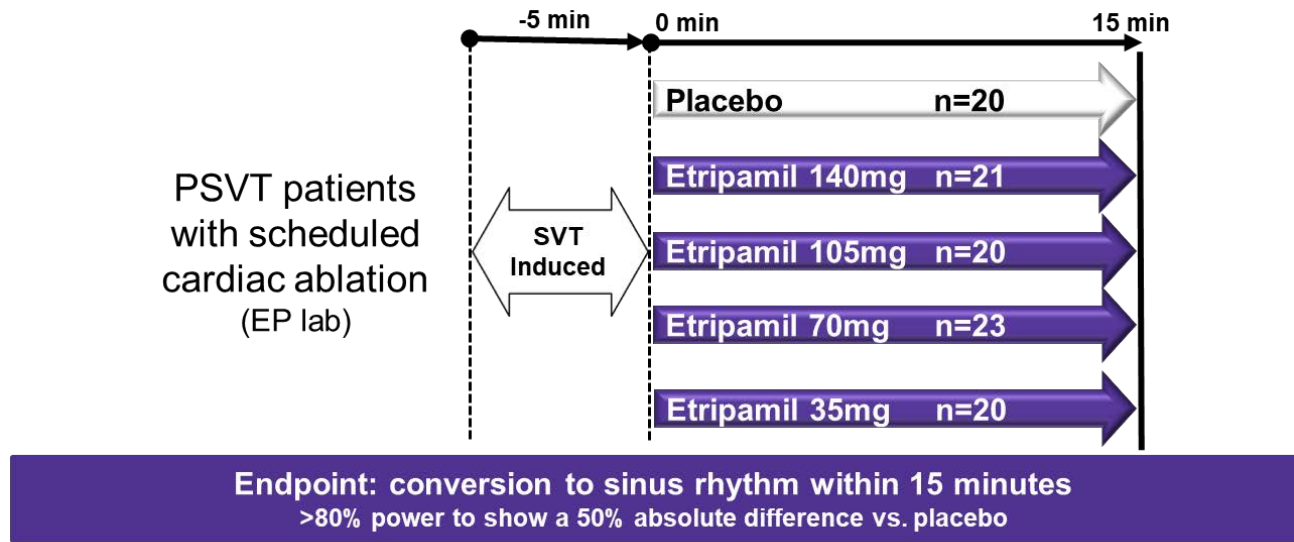 -5 min
0 min
15 min
Placebo n=20
Etripamil 140mg n=21
PSVT patients
with scheduled
cardiac ablation
(EP lab)
SVT
Induced
Etripamil 105mg n=20
Etripamil 70mg n=23
Etripamil 35mg n=20
Endpoint: conversion to sinus rhythm within 15 minutes
>80% power to show a 50% absolute difference vs. placebo